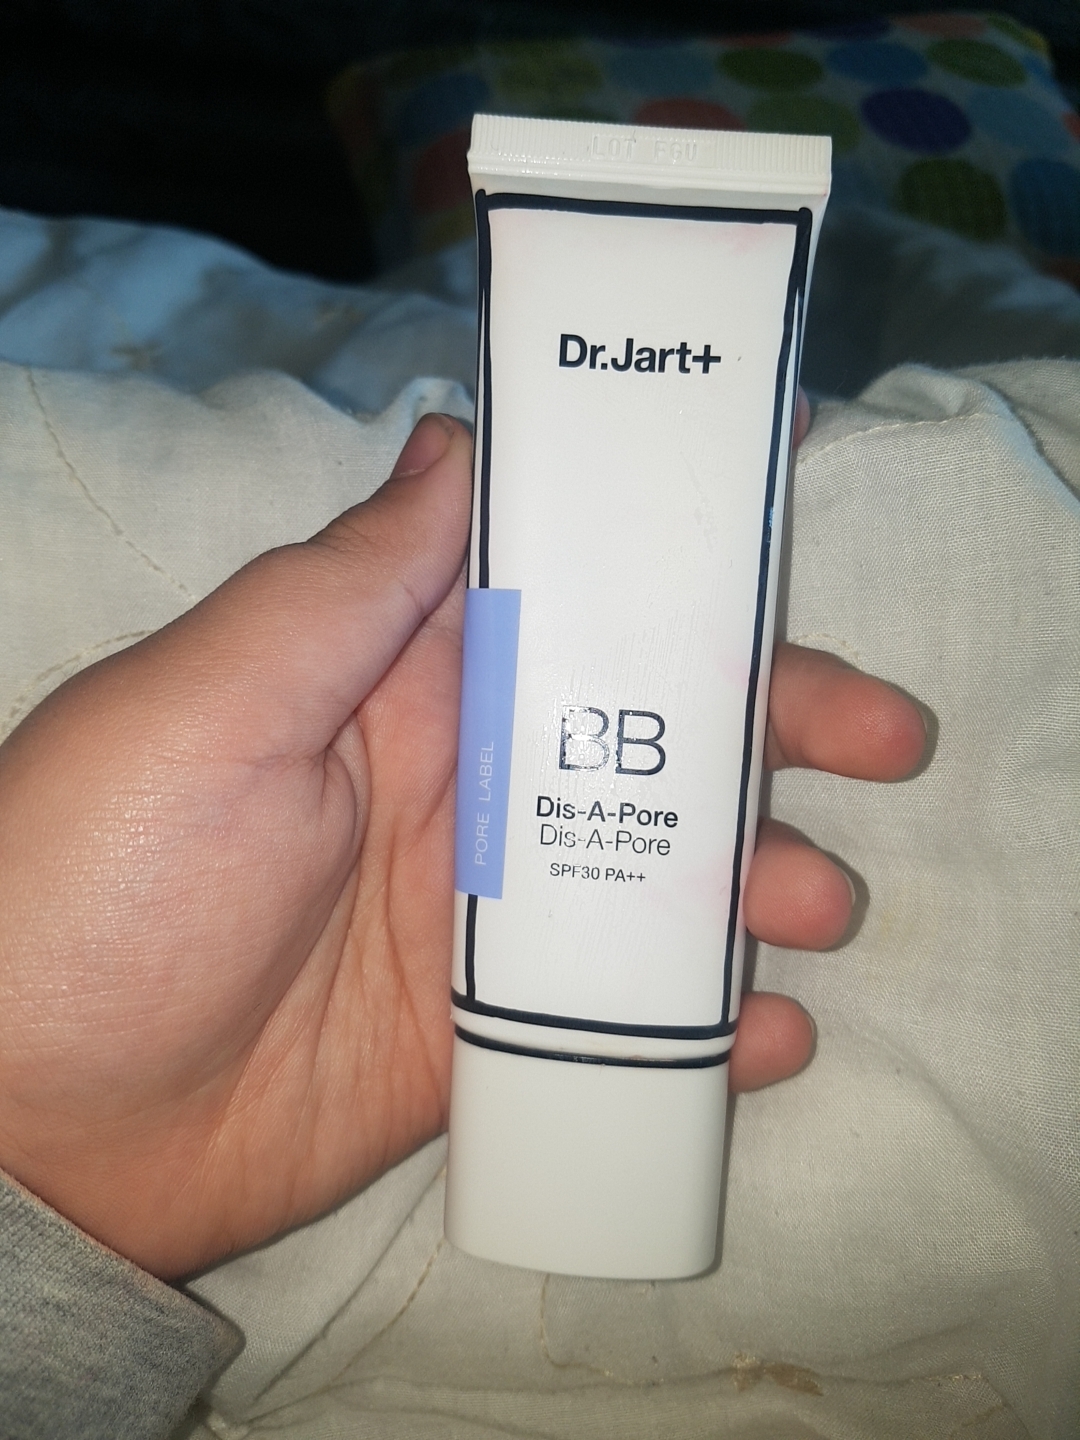 LOT FGU
Dr.Jart+
PORE LABEL
BB
Dis-A-Pore
Dis-A-Pore
SPF30 PA++